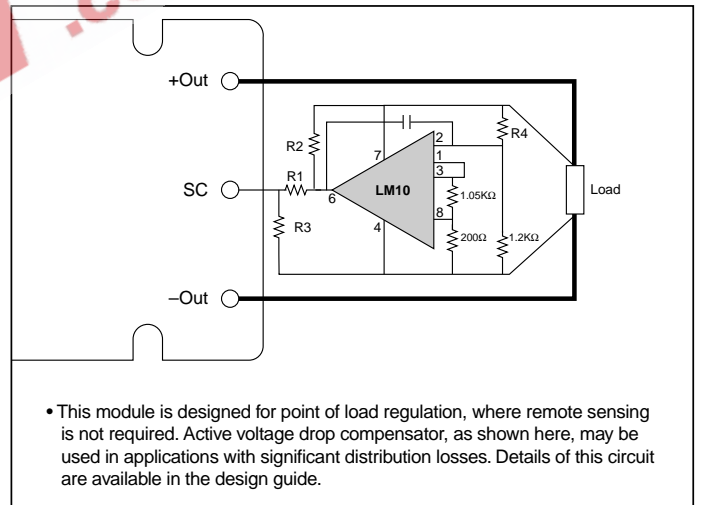 .c
+Out
R2
R4
2
7
1
3
R1
SC
LM10
Load
6
1.05KΩ
R3
4
8
200Ω
1.2KΩ
–Out
• This module is designed for point of load regulation, where remote sensing
is not required. Active voltage drop compensator, as shown here, may be
used in applications with significant distribution losses. Details of this circuit
are available in the design guide.